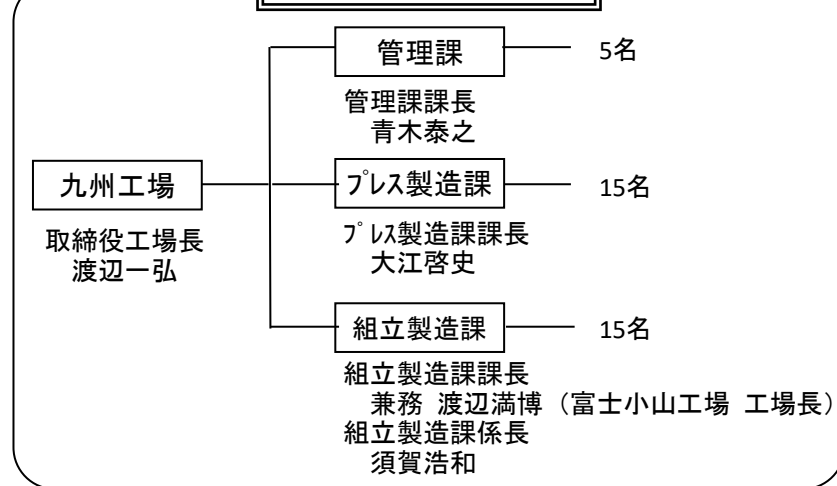 管理課 5名
管理課課長
青木泰之
九州工場
取締役工場長
渡辺一弘
ﾌﾟﾚｽ製造課 15名
ﾌﾟﾚｽ製造課課長
大江啓史
組立製造課 15名
組立製造課課長
兼務 渡辺満博（富士小山工場 工場長）
組立製造課係長
須賀浩和